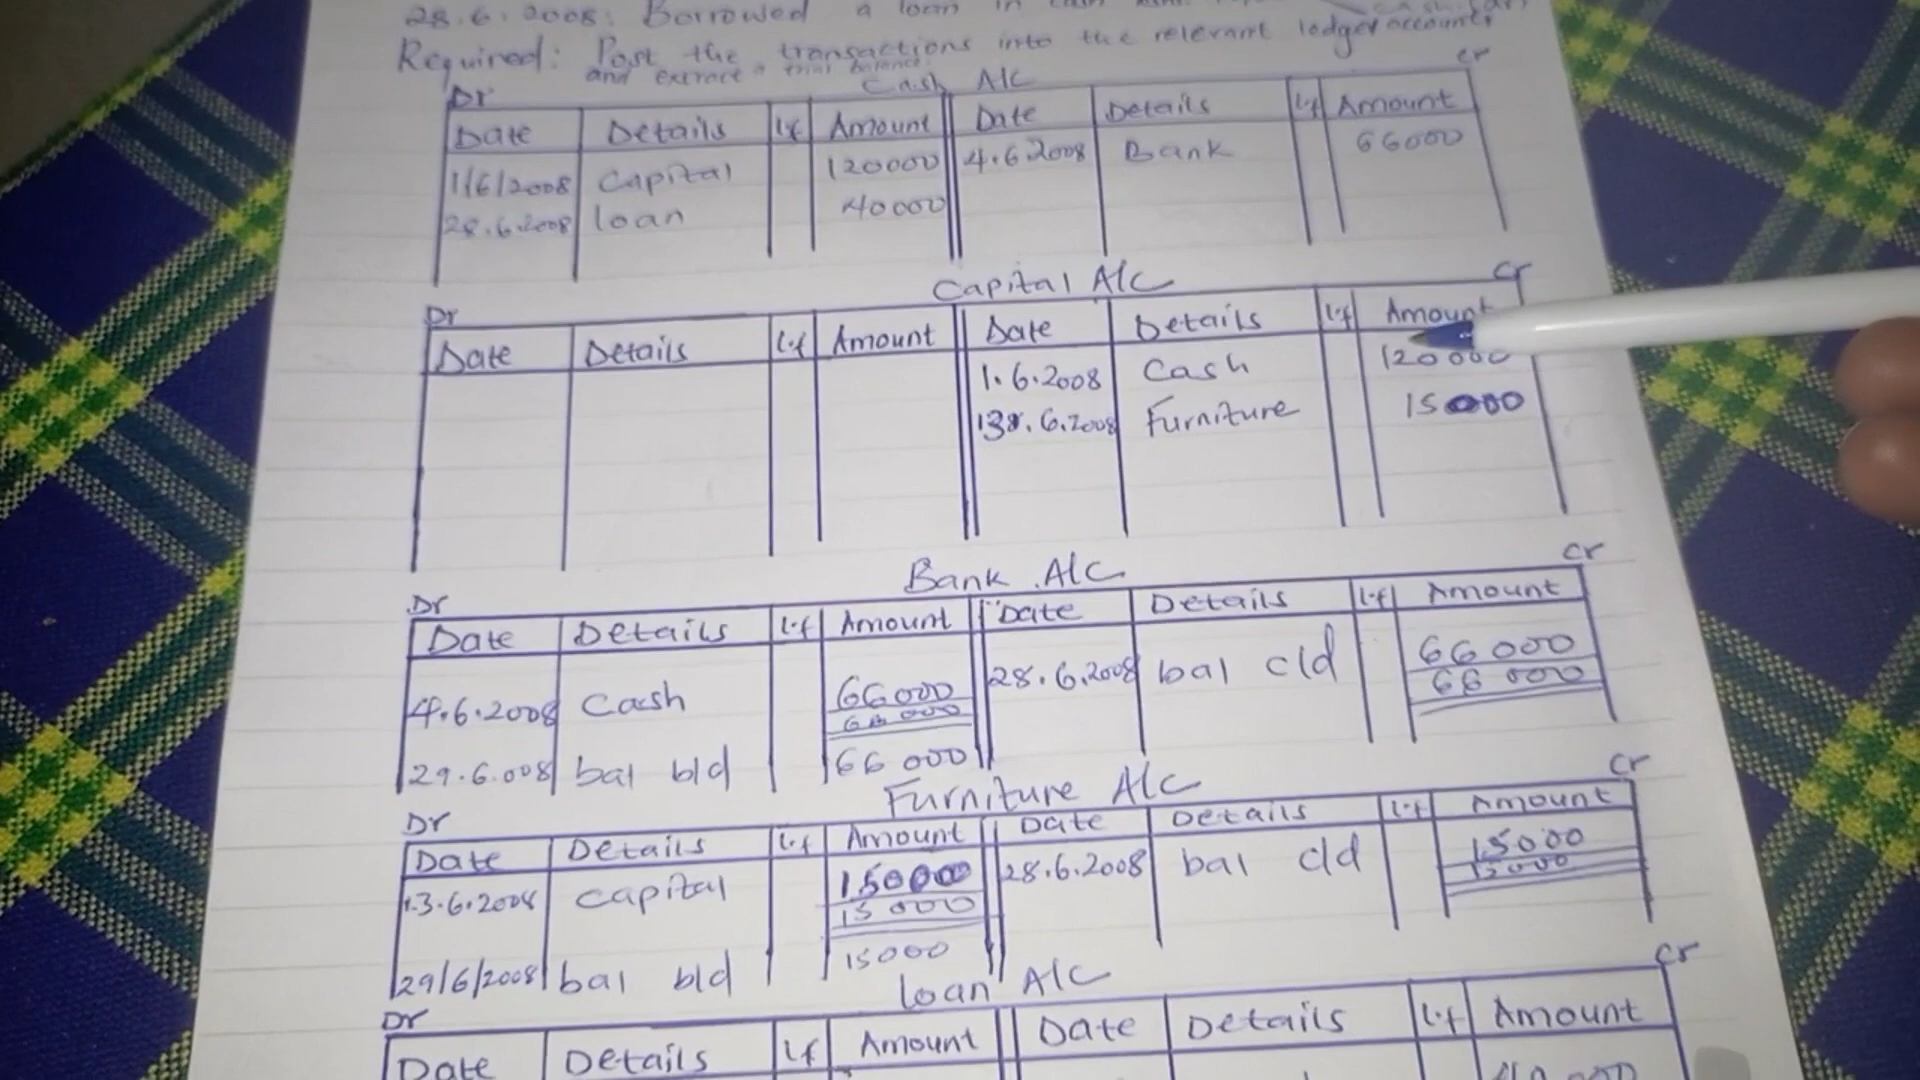 28.6.2008: Borrowed a loan in
Required: Post the transactions into the relevant ledger accounts
and extract a trial balance.
Cash A/C
Dr Cr
Date Details l.f Amount Date Details l.f Amount
1/6/2008 Capital 120000 4.6.2008 Bank 66000
28.6.2008 loan 40000
Capital A/C
Dr Cr
Date Details l.f Amount Date Details l.f Amount
1.6.2008 Cash 120000
13.6.2008 Furniture 15000
Bank A/C
Dr Cr
Date Details l.f Amount Date Details l.f Amount
4.6.2008 Cash 66000 28.6.2008 bal c/d 66000
66000 66000
29.6.008 bal b/d 66000
Furniture A/C
Dr Cr
Date Details l.f Amount Date Details l.f Amount
13.6.2008 Capital 15000 28.6.2008 bal c/d 15000
15000 15000
29/6/2008 bal b/d 15000
loan A/C
Dr Cr
Date Details l.f Amount Date Details l.f Amount